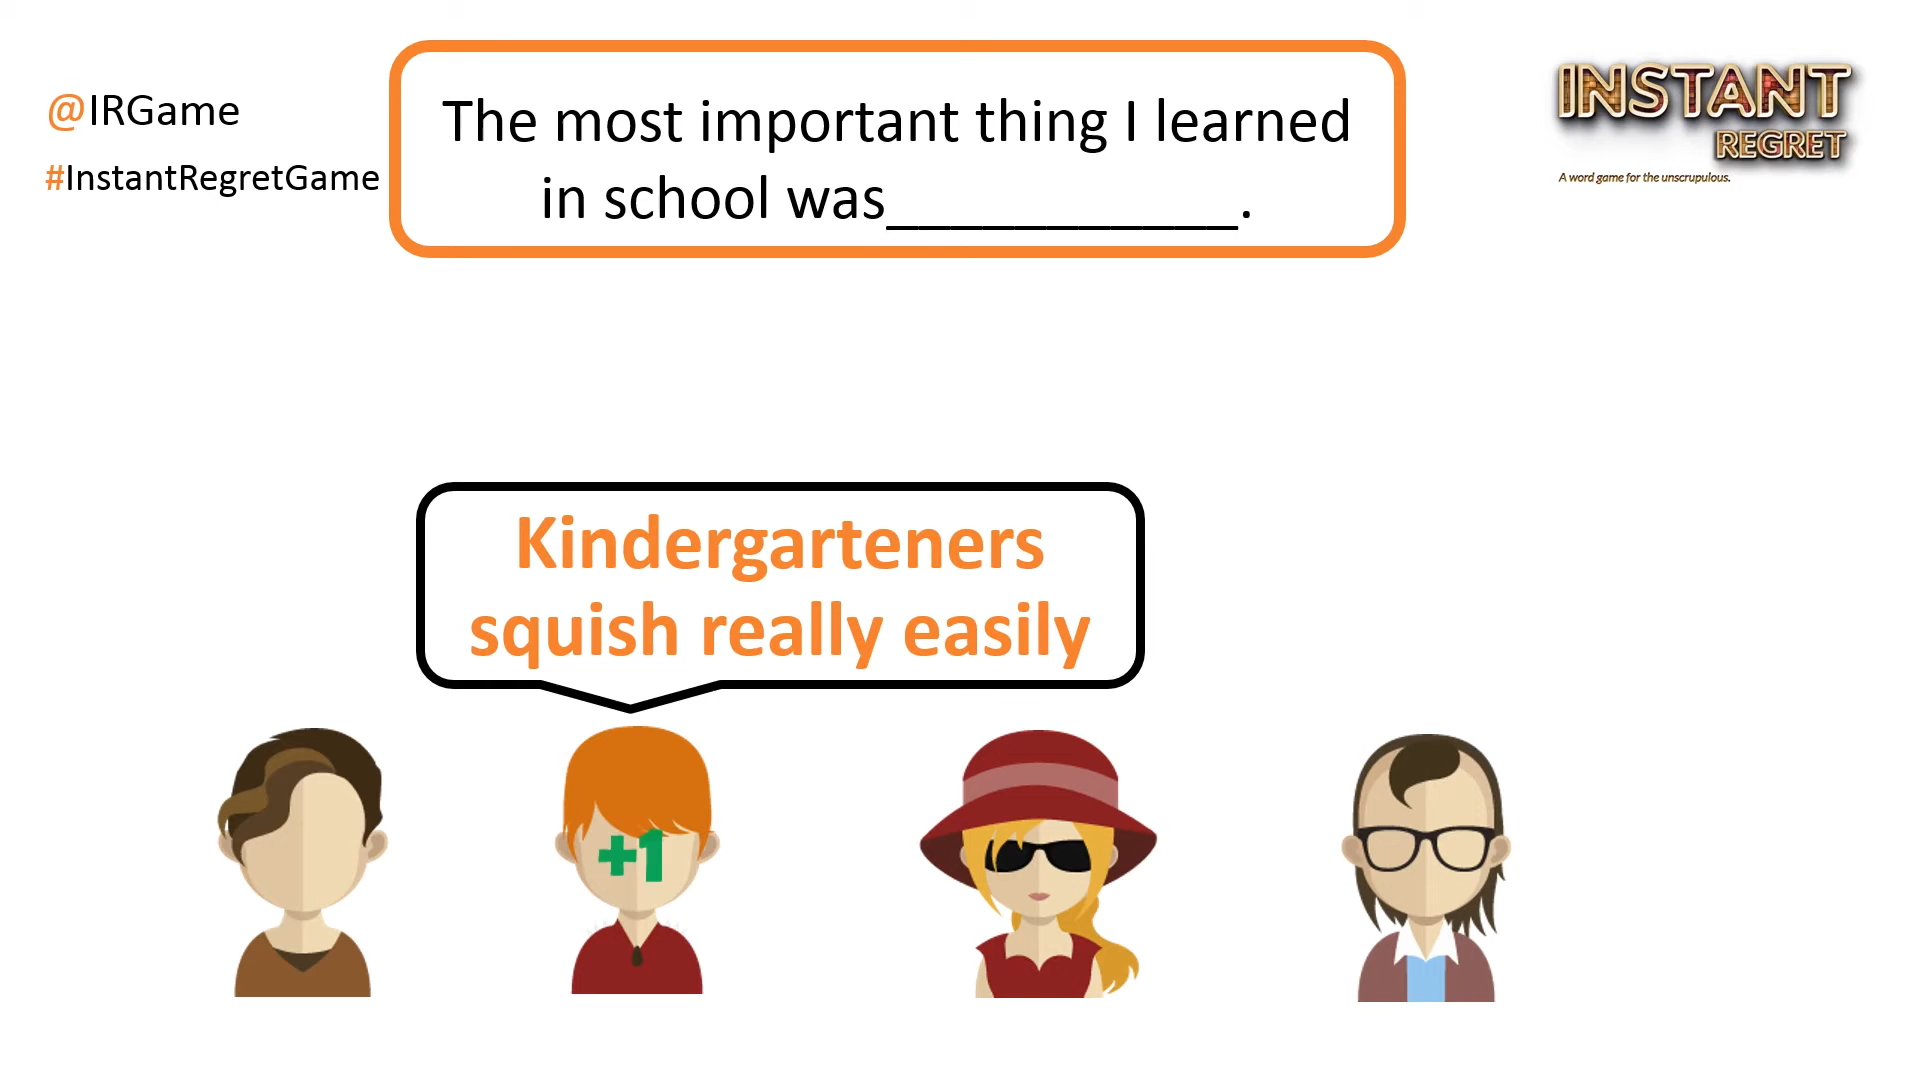 @IRGame
#InstantRegretGame
The most important thing I learned
in school was___________.
INSTANT
REGRET
A word game for the unscrupulous.
Kindergarteners
squish really easily
+1